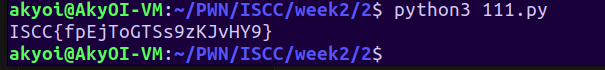 akyoi@AkyOI-VM:~/PWN/ISCC/week2/2$ python3 111.py
ISCC{fpEjToGTSs9zKJvHY9}
akyoi@AkyOI-VM:~/PWN/ISCC/week2/2$